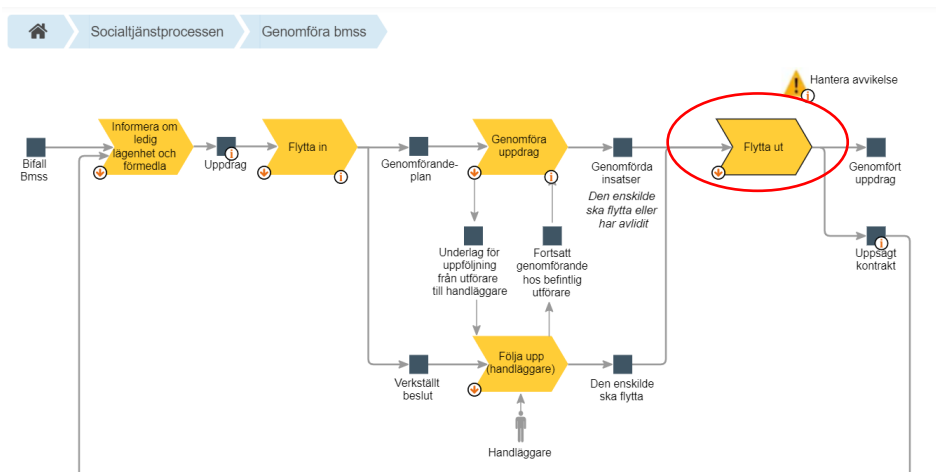 Socialtjänstprocessen
Genomföra bmss
Hantera avvikelse
Bifall
Bmss
Informera om
ledig
lägenhet och
förmedla
Uppdrag
Flytta in
Genomförande-
plan
Genomföra
uppdrag
Genomförda
insatser
Den enskilde
ska flytta eller
har avlidit
Flytta ut
Genomfört
uppdrag
Uppsagt
kontrakt
Underlag för
uppföljning
från utförare
till handläggare
Fortsatt
genomförande
hos befintlig
utförare
Verkställt
beslut
Följa upp
(handläggare)
Den enskilde
ska flytta
Handläggare